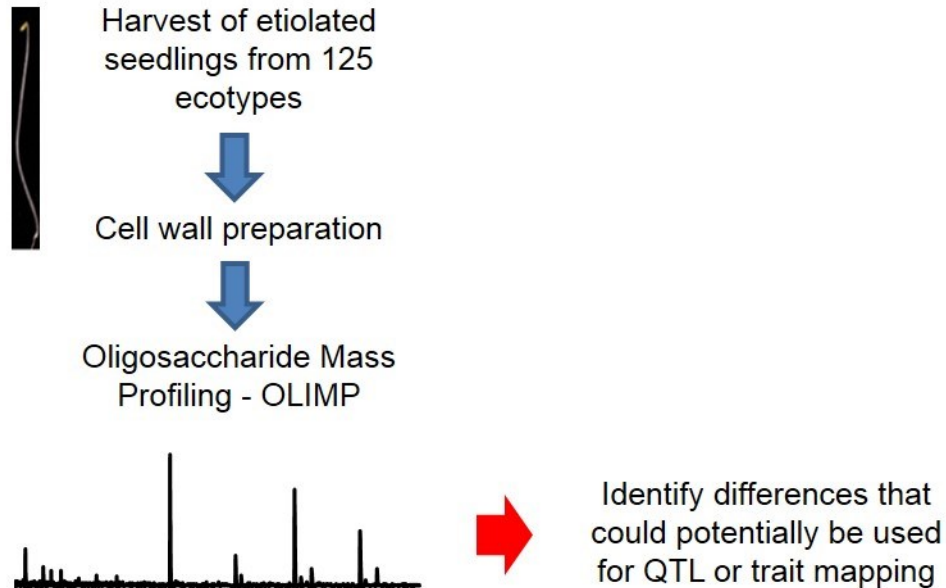 Harvest of etiolated
seedlings from 125
ecotypes
Cell wall preparation
Oligosaccharide Mass
Profiling - OLIMP
Identify differences that
could potentially be used
for QTL or trait mapping